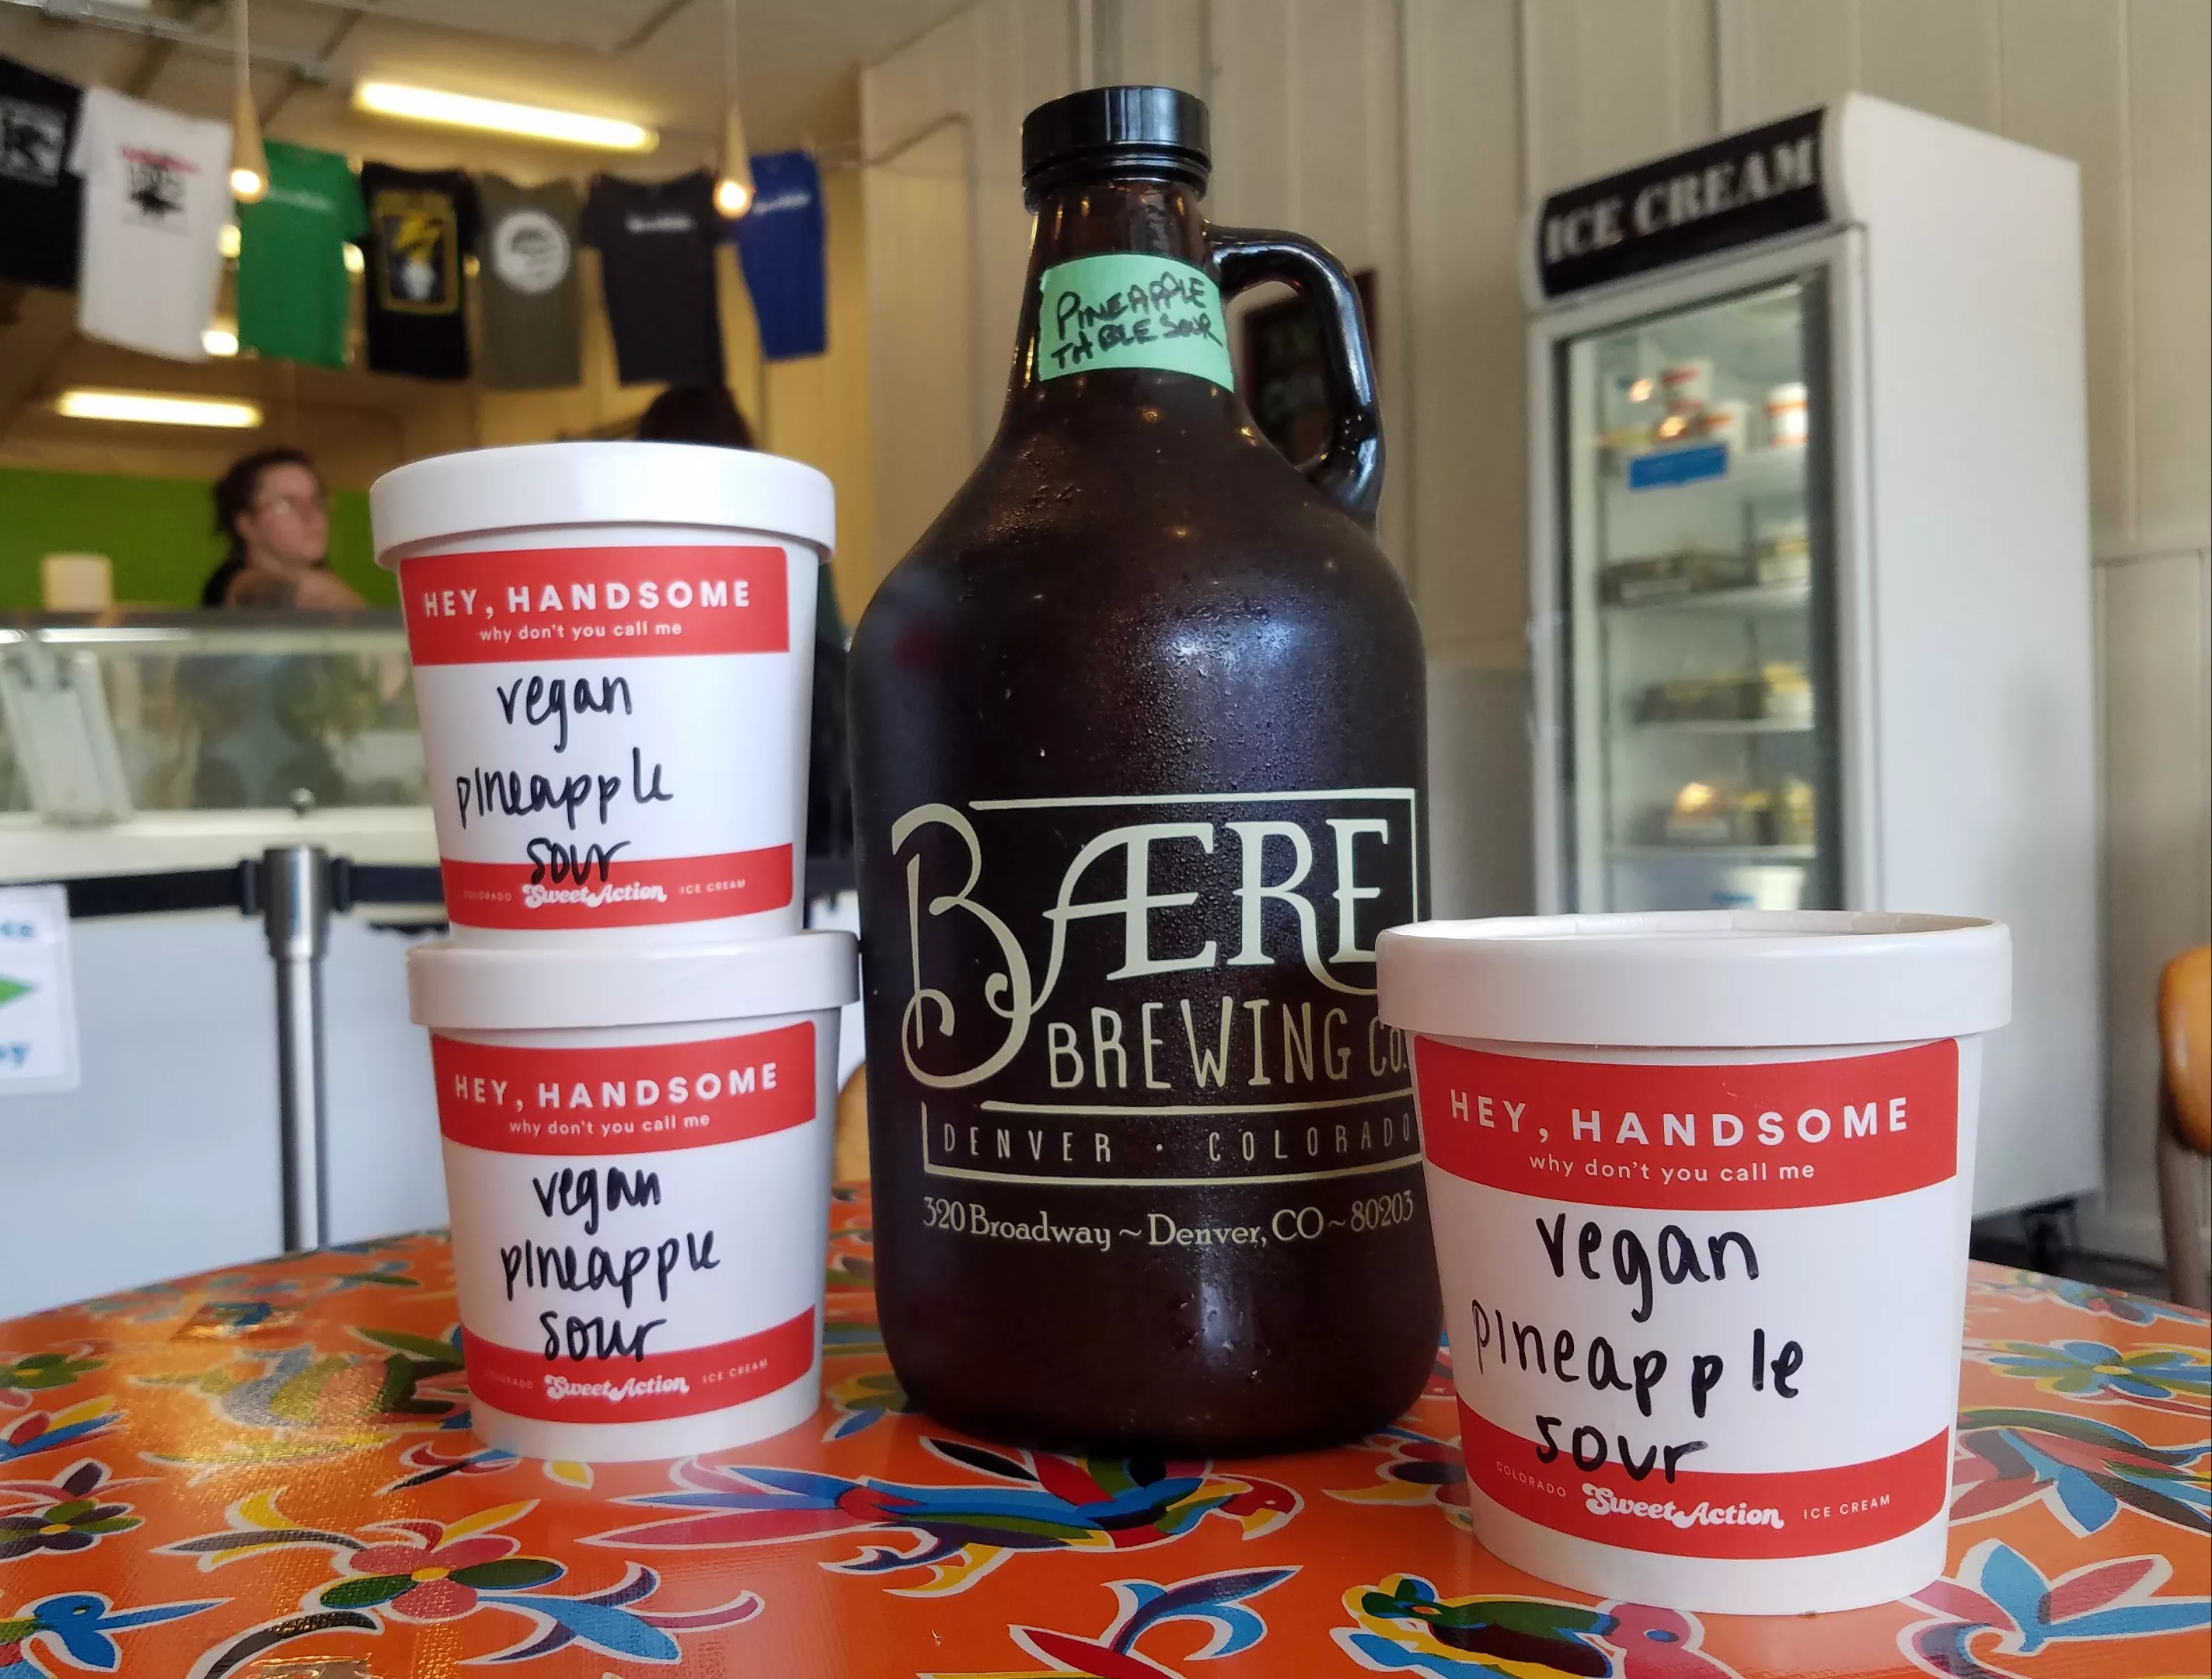 ICE CREAM
PINEAPPLE
TABLE SOUR
HEY, HANDSOME
why don't you call me
vegan
pineapple
sour
COLORADO Sweet Action ICE CREAM
HEY, HANDSOME
why don't you call me
vegan
pineapple
sour
COLORADO Sweet Action ICE CREAM
BÆRE
BREWING CO.
DENVER · COLORADO
320 Broadway ~ Denver, CO ~ 80203
HEY, HANDSOME
why don't you call me
vegan
pineapple
sour
COLORADO Sweet Action ICE CREAM